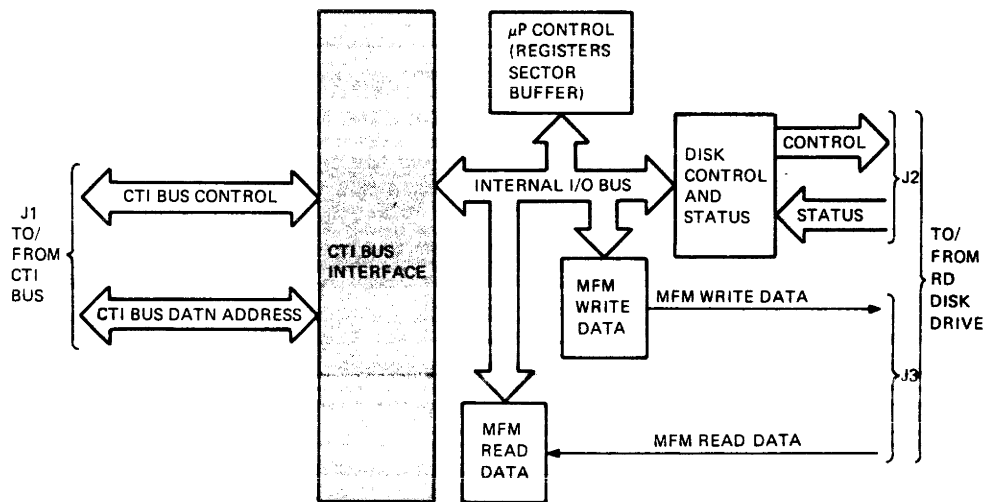 µP CONTROL
(REGISTERS
SECTOR
BUFFER)
J1
TO/
FROM
CTI
BUS
CTI BUS CONTROL
CTI BUS DATN ADDRESS
CTI BUS
INTERFACE
INTERNAL I/O BUS
DISK
CONTROL
AND
STATUS
CONTROL
STATUS
J2
MFM
WRITE
DATA
MFM WRITE DATA
MFM
READ
DATA
MFM READ DATA
J3
TO/
FROM
RD
DISK
DRIVE